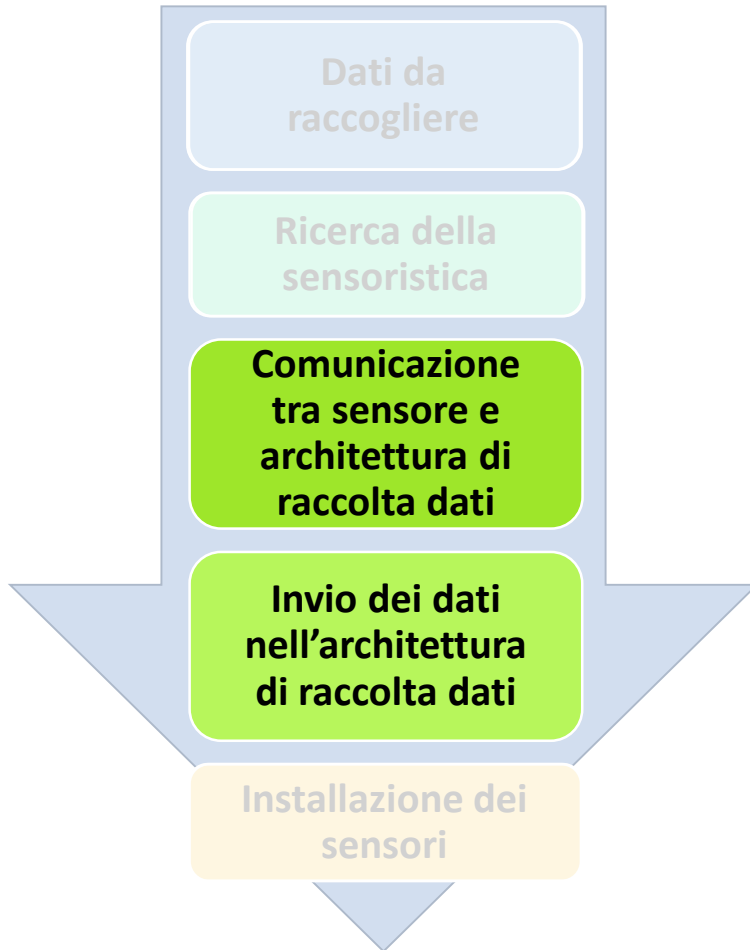 Dati da
raccogliere
Ricerca della
sensoristica
Comunicazione
tra sensore e
architettura di
raccolta dati
Invio dei dati
nell’architettura
di raccolta dati
Installazione dei
sensori